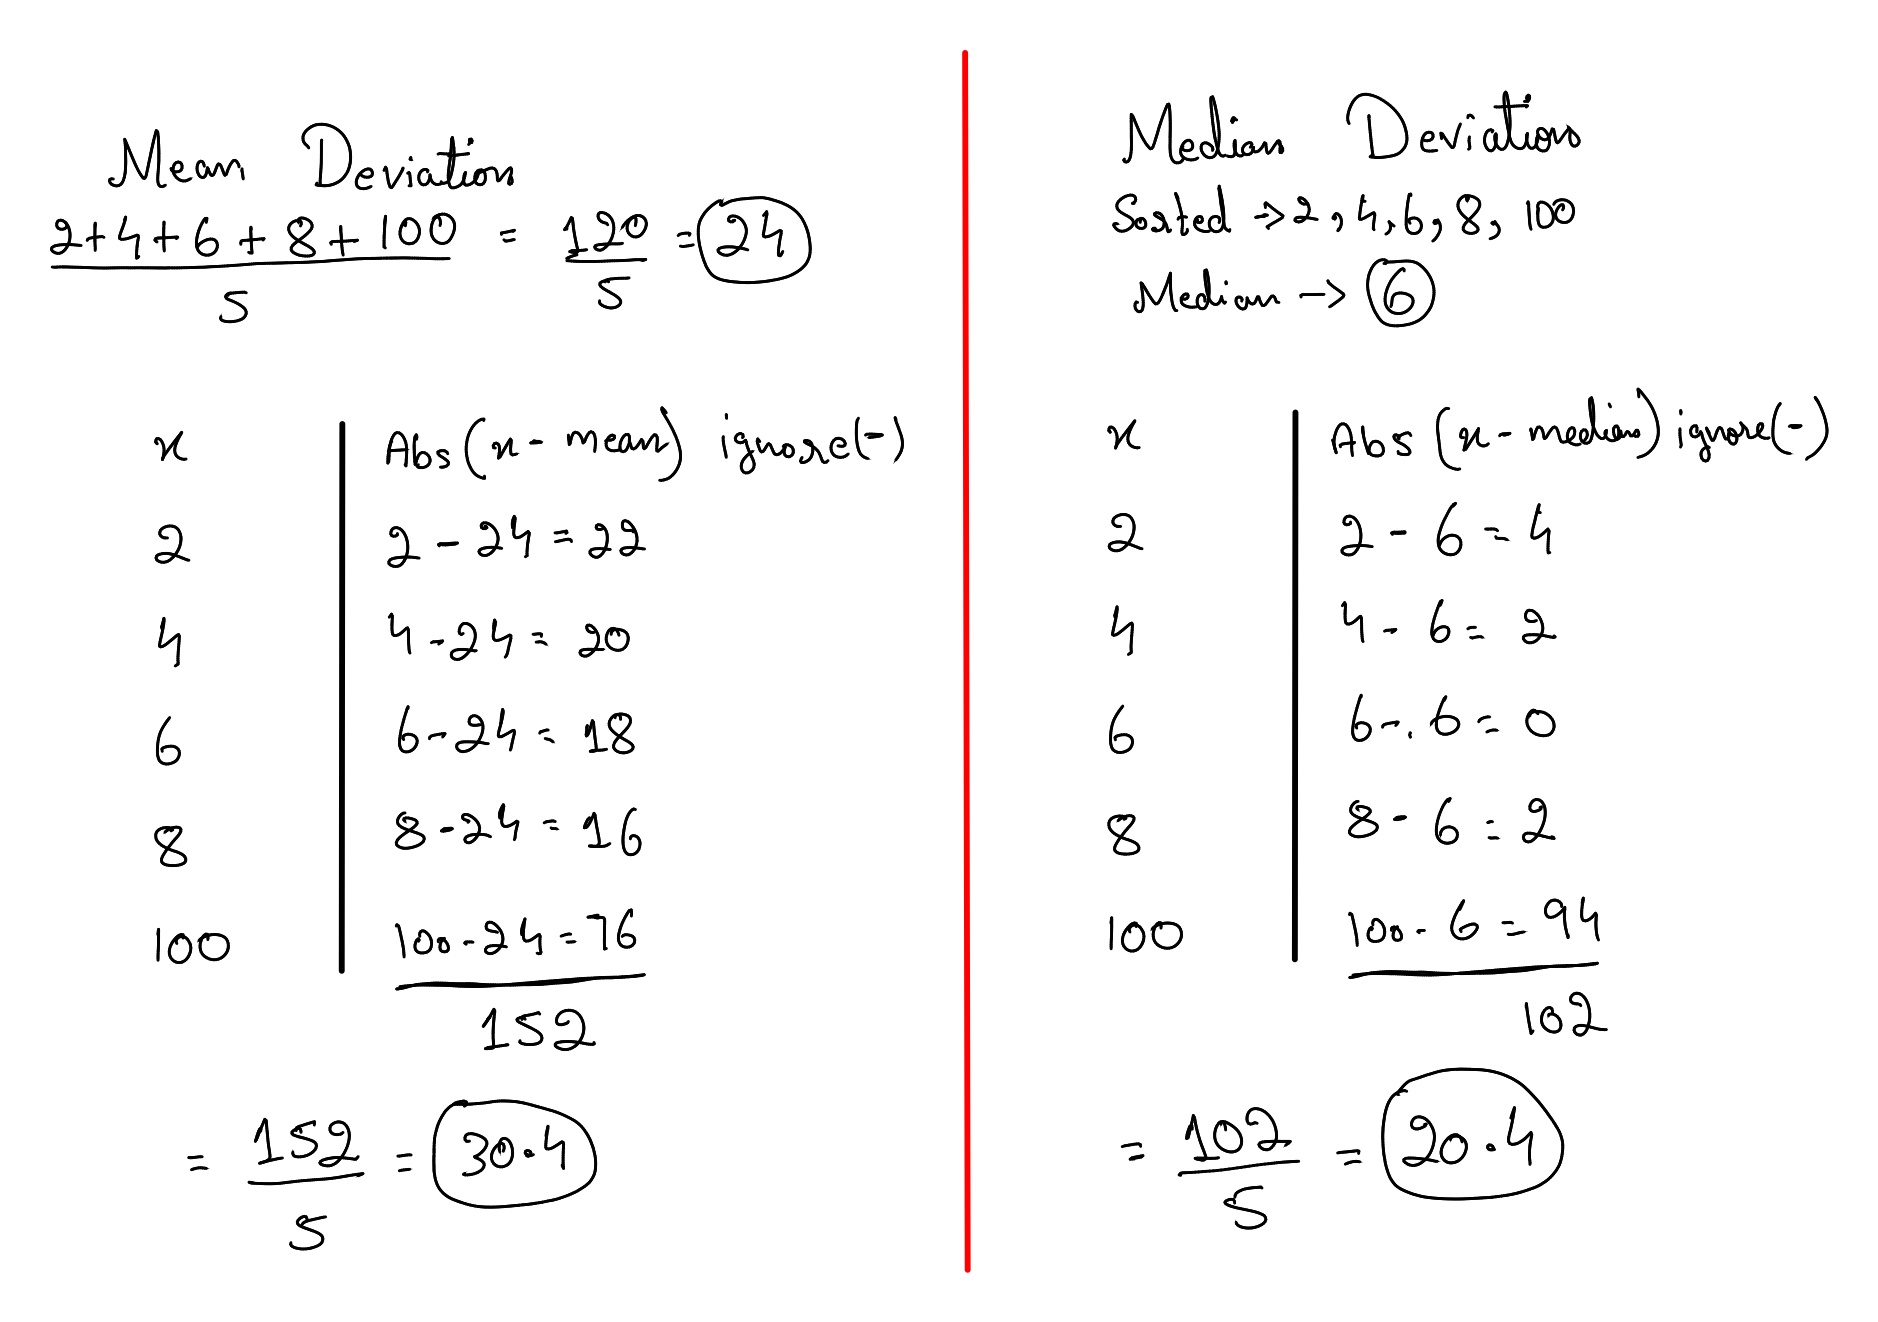 Mean Deviation
2+4+6+8+100 = 120 = 24
5 5
x Abs (x - mean) ignore(-)
2 2 - 24 = 22
4 4 - 24 = 20
6 6 - 24 = 18
8 8 - 24 = 16
100 100 - 24 = 76
152
= 152 = 30.4
5
Median Deviation
Sorted -> 2, 4, 6, 8, 100
Median -> 6
x Abs (x - median) ignore(-)
2 2 - 6 = 4
4 4 - 6 = 2
6 6 - 6 = 0
8 8 - 6 = 2
100 100 - 6 = 94
102
= 102 = 20.4
5